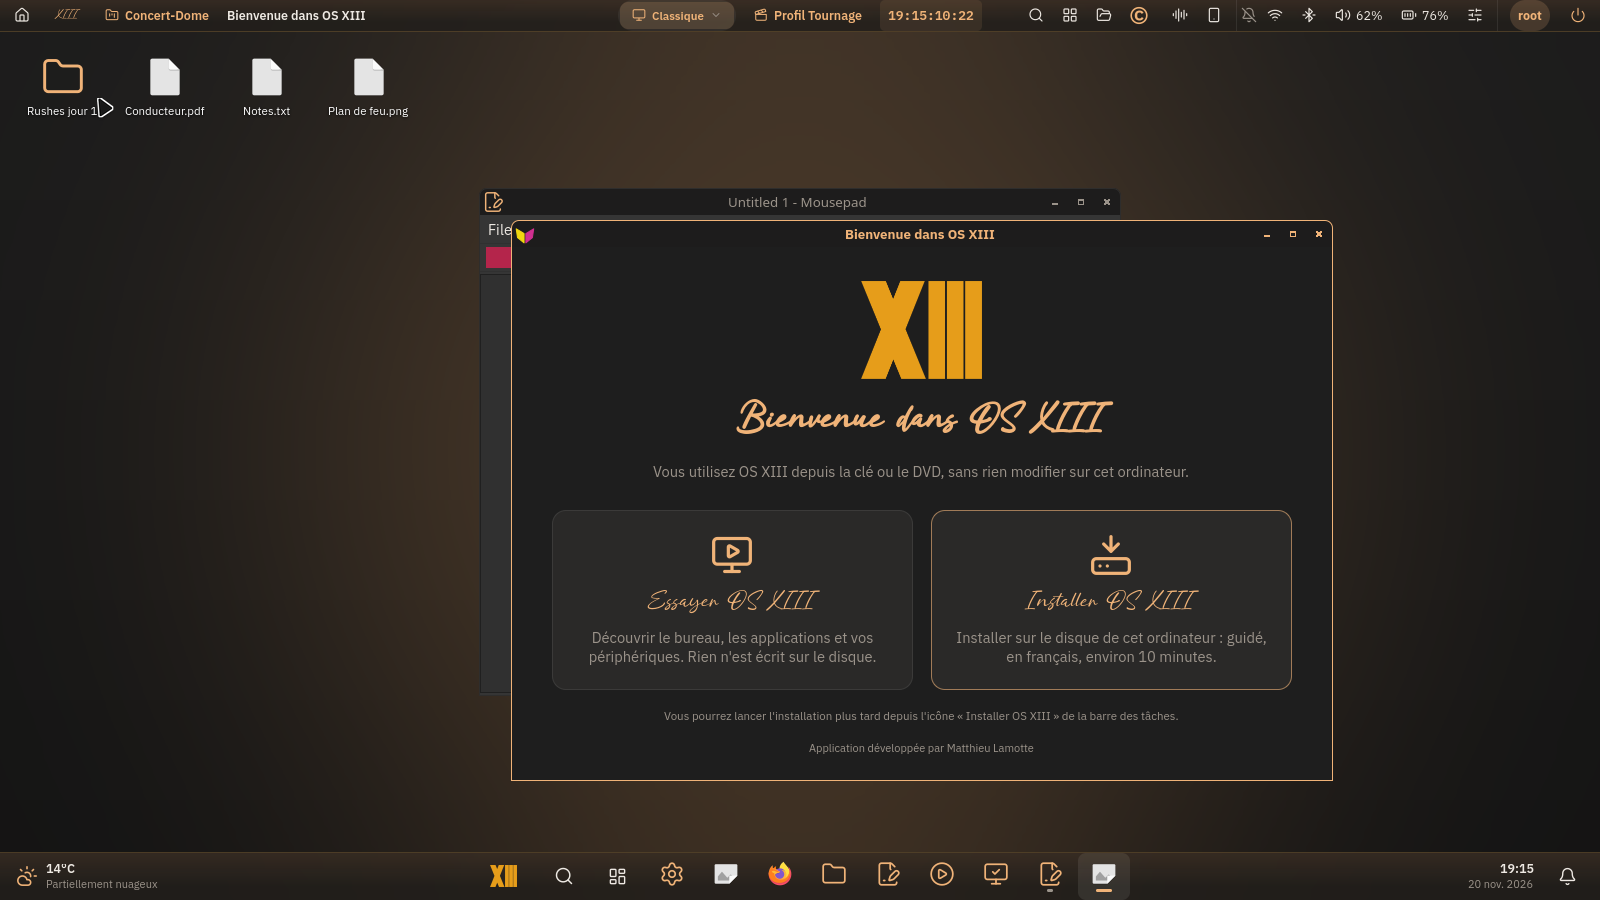 XIII
Concert-Dome
Bienvenue dans OS XIII
Classique
Profil Tournage
19:15:10:22
62%
76%
root
Rushes jour 1
Conducteur.pdf
Notes.txt
Plan de feu.png
Untitled 1 - Mousepad
File
Bienvenue dans OS XIII
XIII
Bienvenue dans OS XIII
Vous utilisez OS XIII depuis la clé ou le DVD, sans rien modifier sur cet ordinateur.
Essayer OS XIII
Découvrir le bureau, les applications et vos
périphériques. Rien n'est écrit sur le disque.
Installer OS XIII
Installer sur le disque de cet ordinateur : guidé,
en français, environ 10 minutes.
Vous pourrez lancer l'installation plus tard depuis l'icône « Installer OS XIII » de la barre des tâches.
Application développée par Matthieu Lamotte
14°C
Partiellement nuageux
XIII
19:15
20 nov. 2026